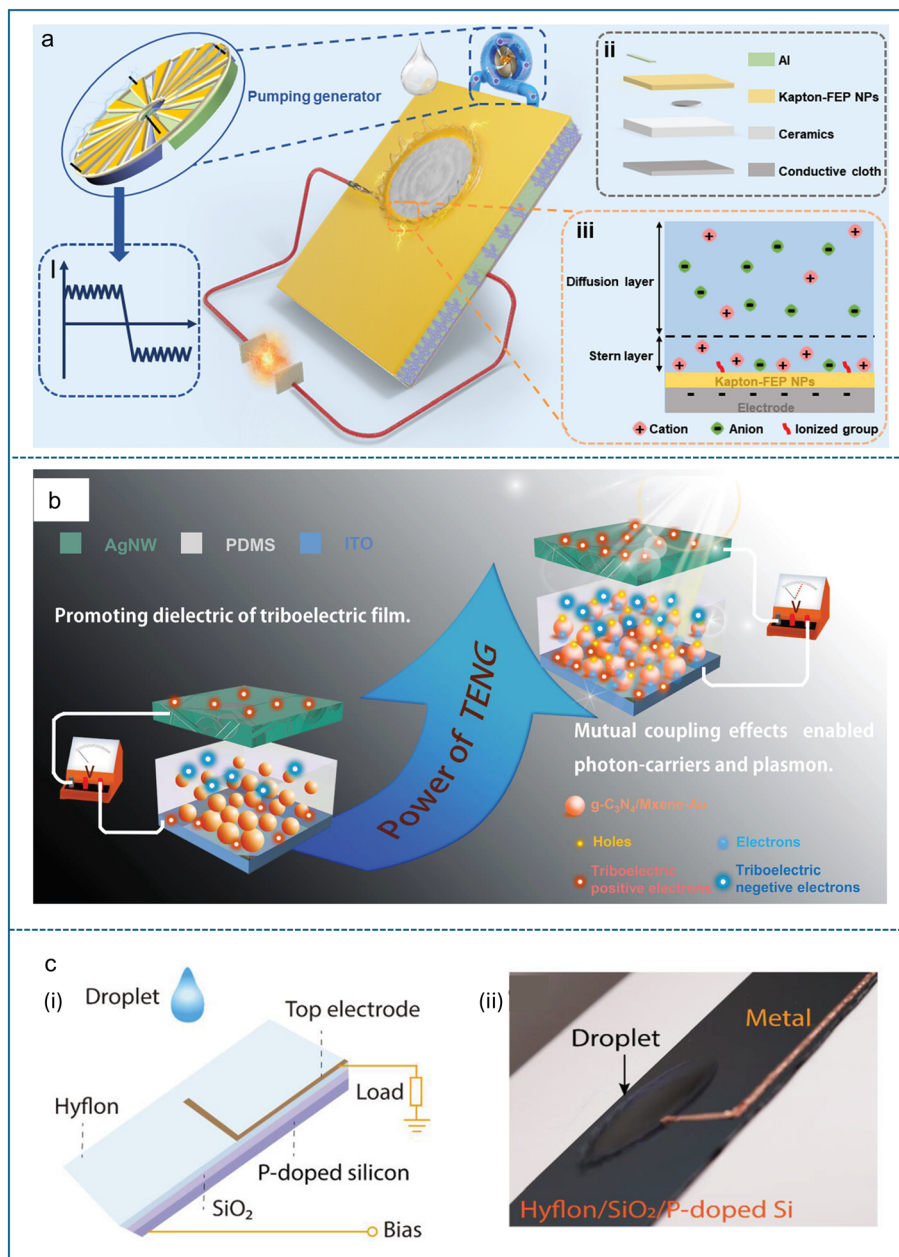 a
Pumping generator
I
ii
Al
Kapton-FEP NPs
Ceramics
Conductive cloth
iii
Diffusion layer
Stern layer
Kapton-FEP NPs
Electrode
Cation
Anion
Ionized group
b
AgNW
PDMS
ITO
Promoting dielectric of triboelectric film.
V
Power of TENG
V
Mutual coupling effects enabled
photon-carriers and plasmon.
g-C₃N₄/Mxene-Au
Holes
Electrons
Triboelectric
positive electrons
Triboelectric
negetive electrons
c
(i)
Droplet
Top electrode
Load
Hyflon
P-doped silicon
SiO₂
Bias
(ii)
Droplet
Metal
Hyflon/SiO₂/P-doped Si